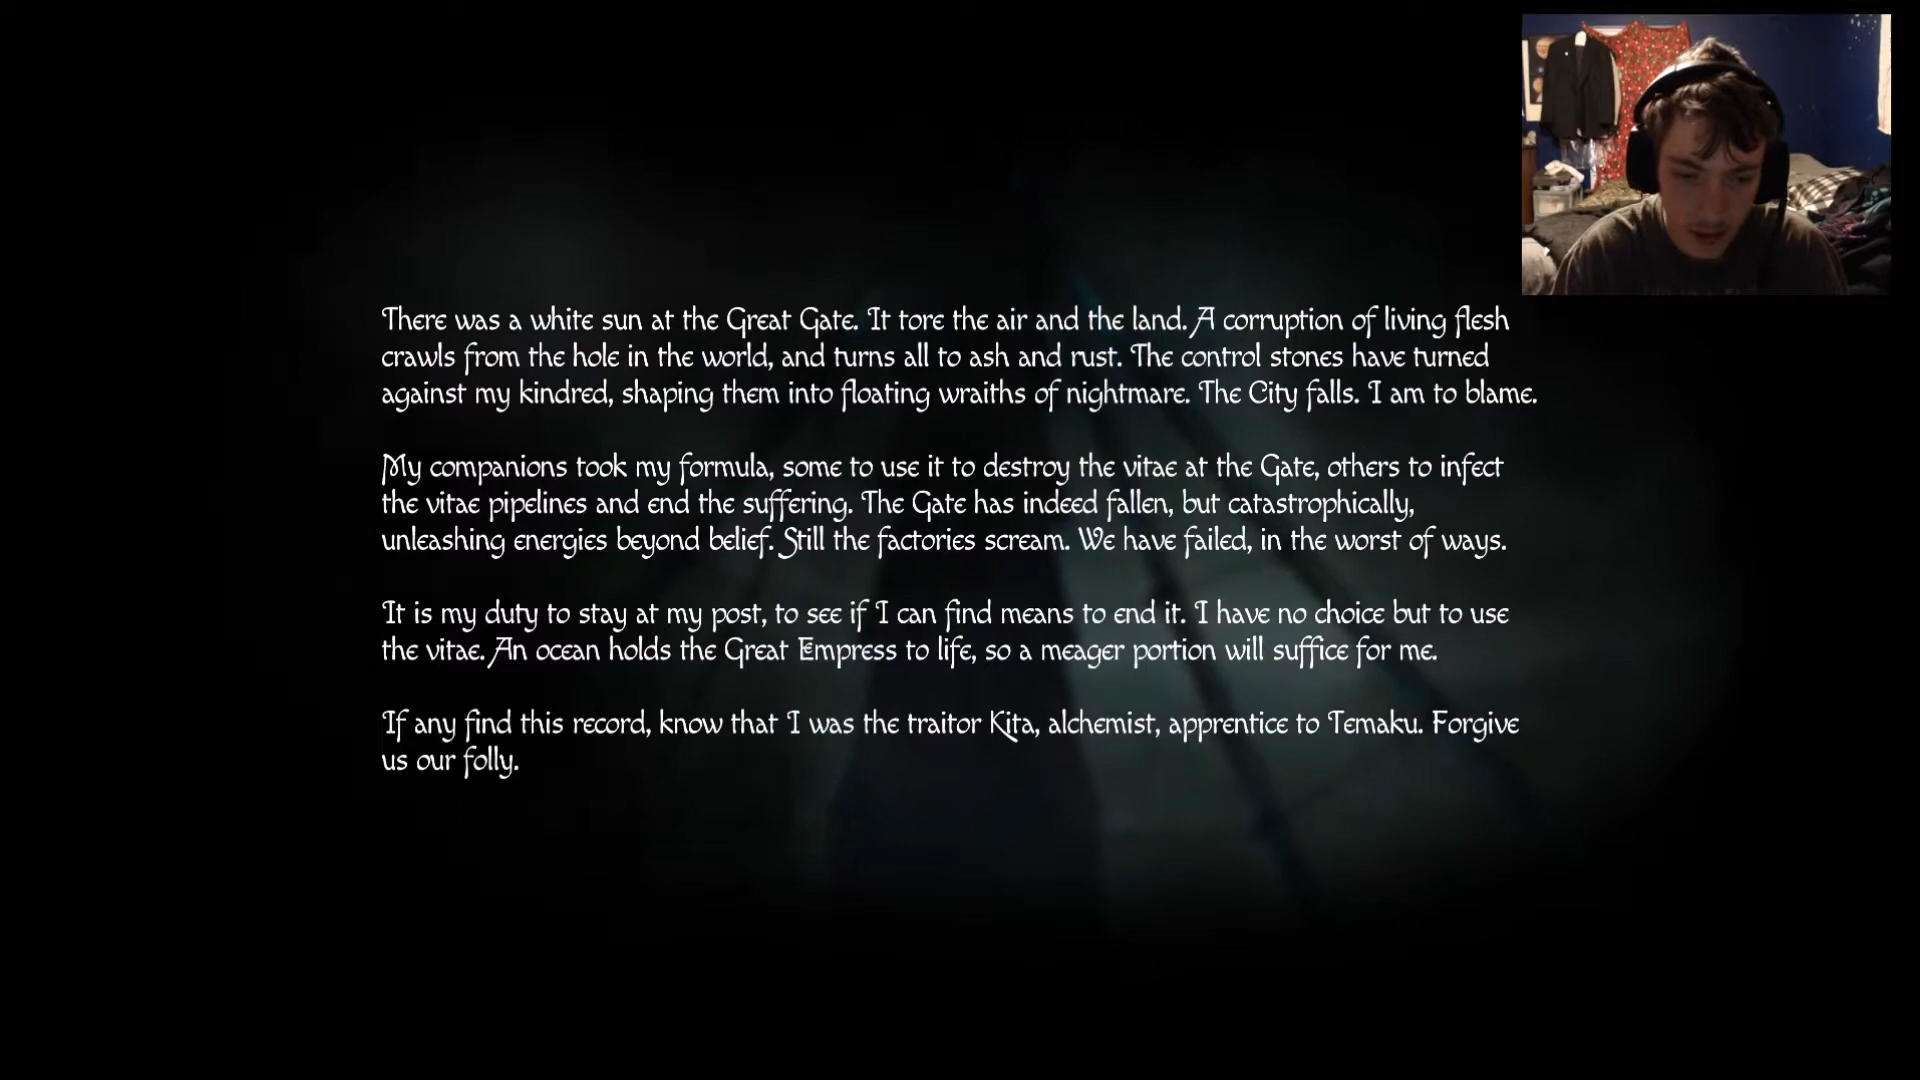 There was a white sun at the Great Gate. It tore the air and the land. A corruption of living flesh
crawls from the hole in the world, and turns all to ash and rust. The control stones have turned
against my kindred, shaping them into floating wraiths of nightmare. The City falls. I am to blame.
My companions took my formula, some to use it to destroy the vitae at the Gate, others to infect
the vitae pipelines and end the suffering. The Gate has indeed fallen, but catastrophically,
unleashing energies beyond belief. Still the factories scream. We have failed, in the worst of ways.
It is my duty to stay at my post, to see if I can find means to end it. I have no choice but to use
the vitae. An ocean holds the Great Empress to life, so a meager portion will suffice for me.
If any find this record, know that I was the traitor Kita, alchemist, apprentice to Temaku. Forgive
us our folly.